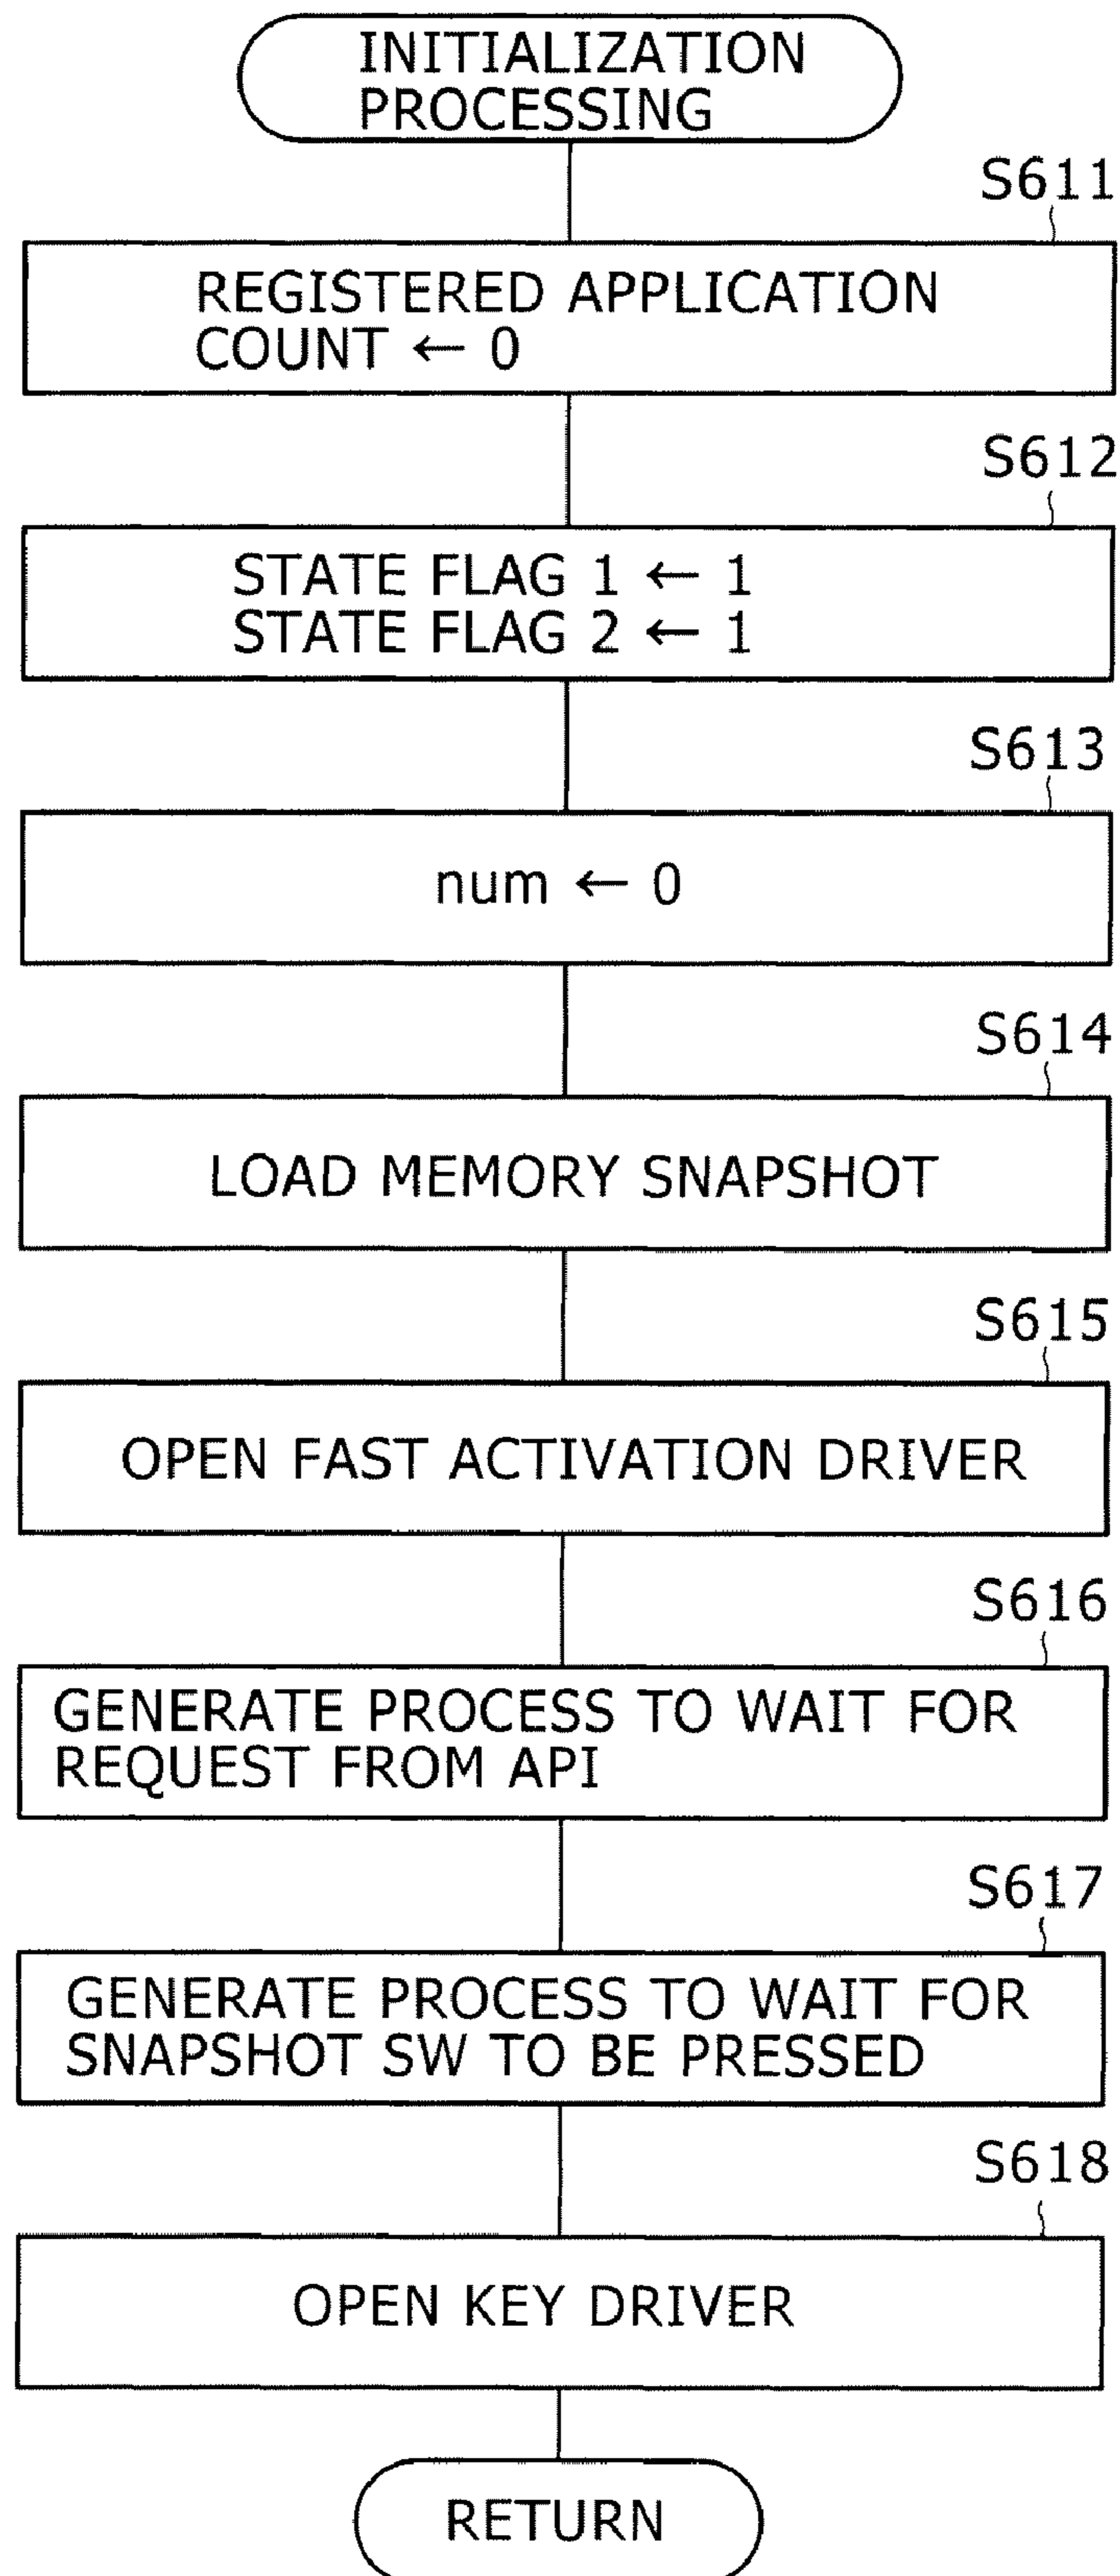 INITIALIZATION
PROCESSING
S611
REGISTERED APPLICATION
COUNT ← 0
S612
STATE FLAG 1 ← 1
STATE FLAG 2 ← 1
S613
num ← 0
S614
LOAD MEMORY SNAPSHOT
S615
OPEN FAST ACTIVATION DRIVER
S616
GENERATE PROCESS TO WAIT FOR
REQUEST FROM API
S617
GENERATE PROCESS TO WAIT FOR
SNAPSHOT SW TO BE PRESSED
S618
OPEN KEY DRIVER
RETURN